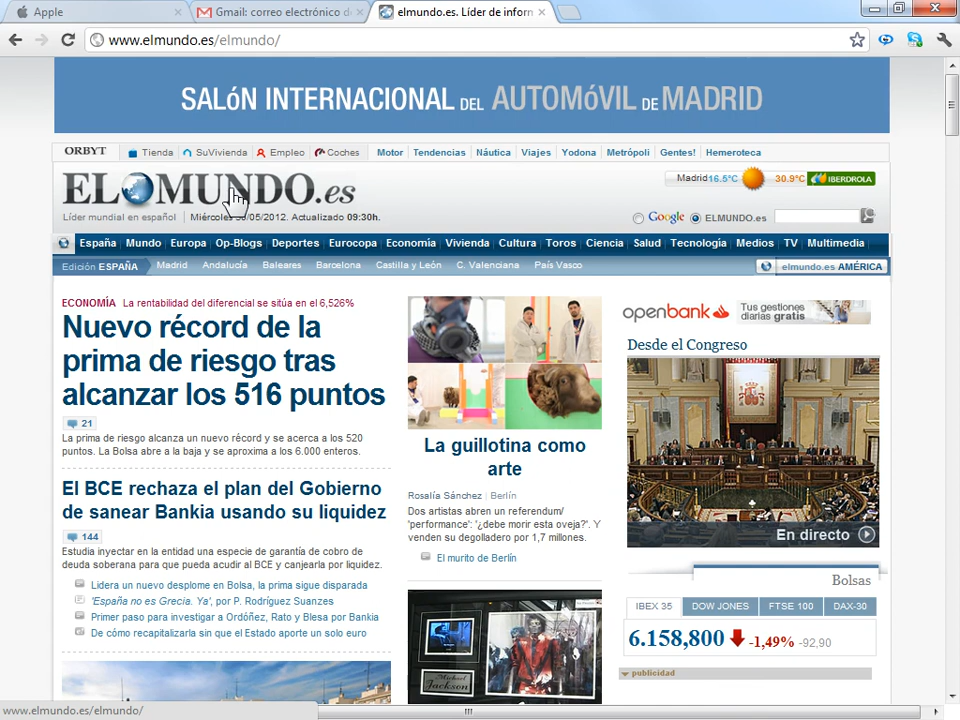 Apple
Gmail: correo electrónico de
elmundo.es. Líder de inform
www.elmundo.es/elmundo/
SALóN INTERNACIONAL DEL AUTOMóVIL DE MADRID
ORBYT Tienda SuVivienda Empleo Coches Motor Tendencias Náutica Viajes Yodona Metrópoli Gentes! Hemeroteca
EL MUNDO.es
Madrid 16.5°C 30.9°C IBERDROLA
Líder mundial en español Miércoles 30/05/2012. Actualizado 09:30h.
Google ELMUNDO.es
España Mundo Europa Op-Blogs Deportes Eurocopa Economía Vivienda Cultura Toros Ciencia Salud Tecnología Medios TV Multimedia
Edición ESPAÑA Madrid Andalucía Baleares Barcelona Castilla y León C. Valenciana País Vasco elmundo.es AMÉRICA
ECONOMÍA La rentabilidad del diferencial se sitúa en el 6,526%
Nuevo récord de la
prima de riesgo tras
alcanzar los 516 puntos
21
La prima de riesgo alcanza un nuevo récord y se acerca a los 520
puntos. La Bolsa abre a la baja y se aproxima a los 6.000 enteros.
El BCE rechaza el plan del Gobierno
de sanear Bankia usando su liquidez
144
Estudia inyectar en la entidad una especie de garantía de cobro de
deuda soberana para que pueda acudir al BCE y canjearla por liquidez.
Lidera un nuevo desplome en Bolsa, la prima sigue disparada
'España no es Grecia. Ya', por P. Rodríguez Suanzes
Primer paso para investigar a Ordóñez, Rato y Blesa por Bankia
De cómo recapitalizarla sin que el Estado aporte un solo euro
La guillotina como
arte
Rosalía Sánchez | Berlín
Dos artistas abren un referendum/
'performance': '¿debe morir esta oveja?'. Y
venden su degolladero por 1,7 millones.
El murito de Berlín
Michael
Jackson
openbank Tus gestiones
diarias gratis
Desde el Congreso
En directo
Bolsas
IBEX 35 DOW JONES FTSE 100 DAX-30
6.158,800 -1,49% -92,90
publicidad
www.elmundo.es/elmundo/